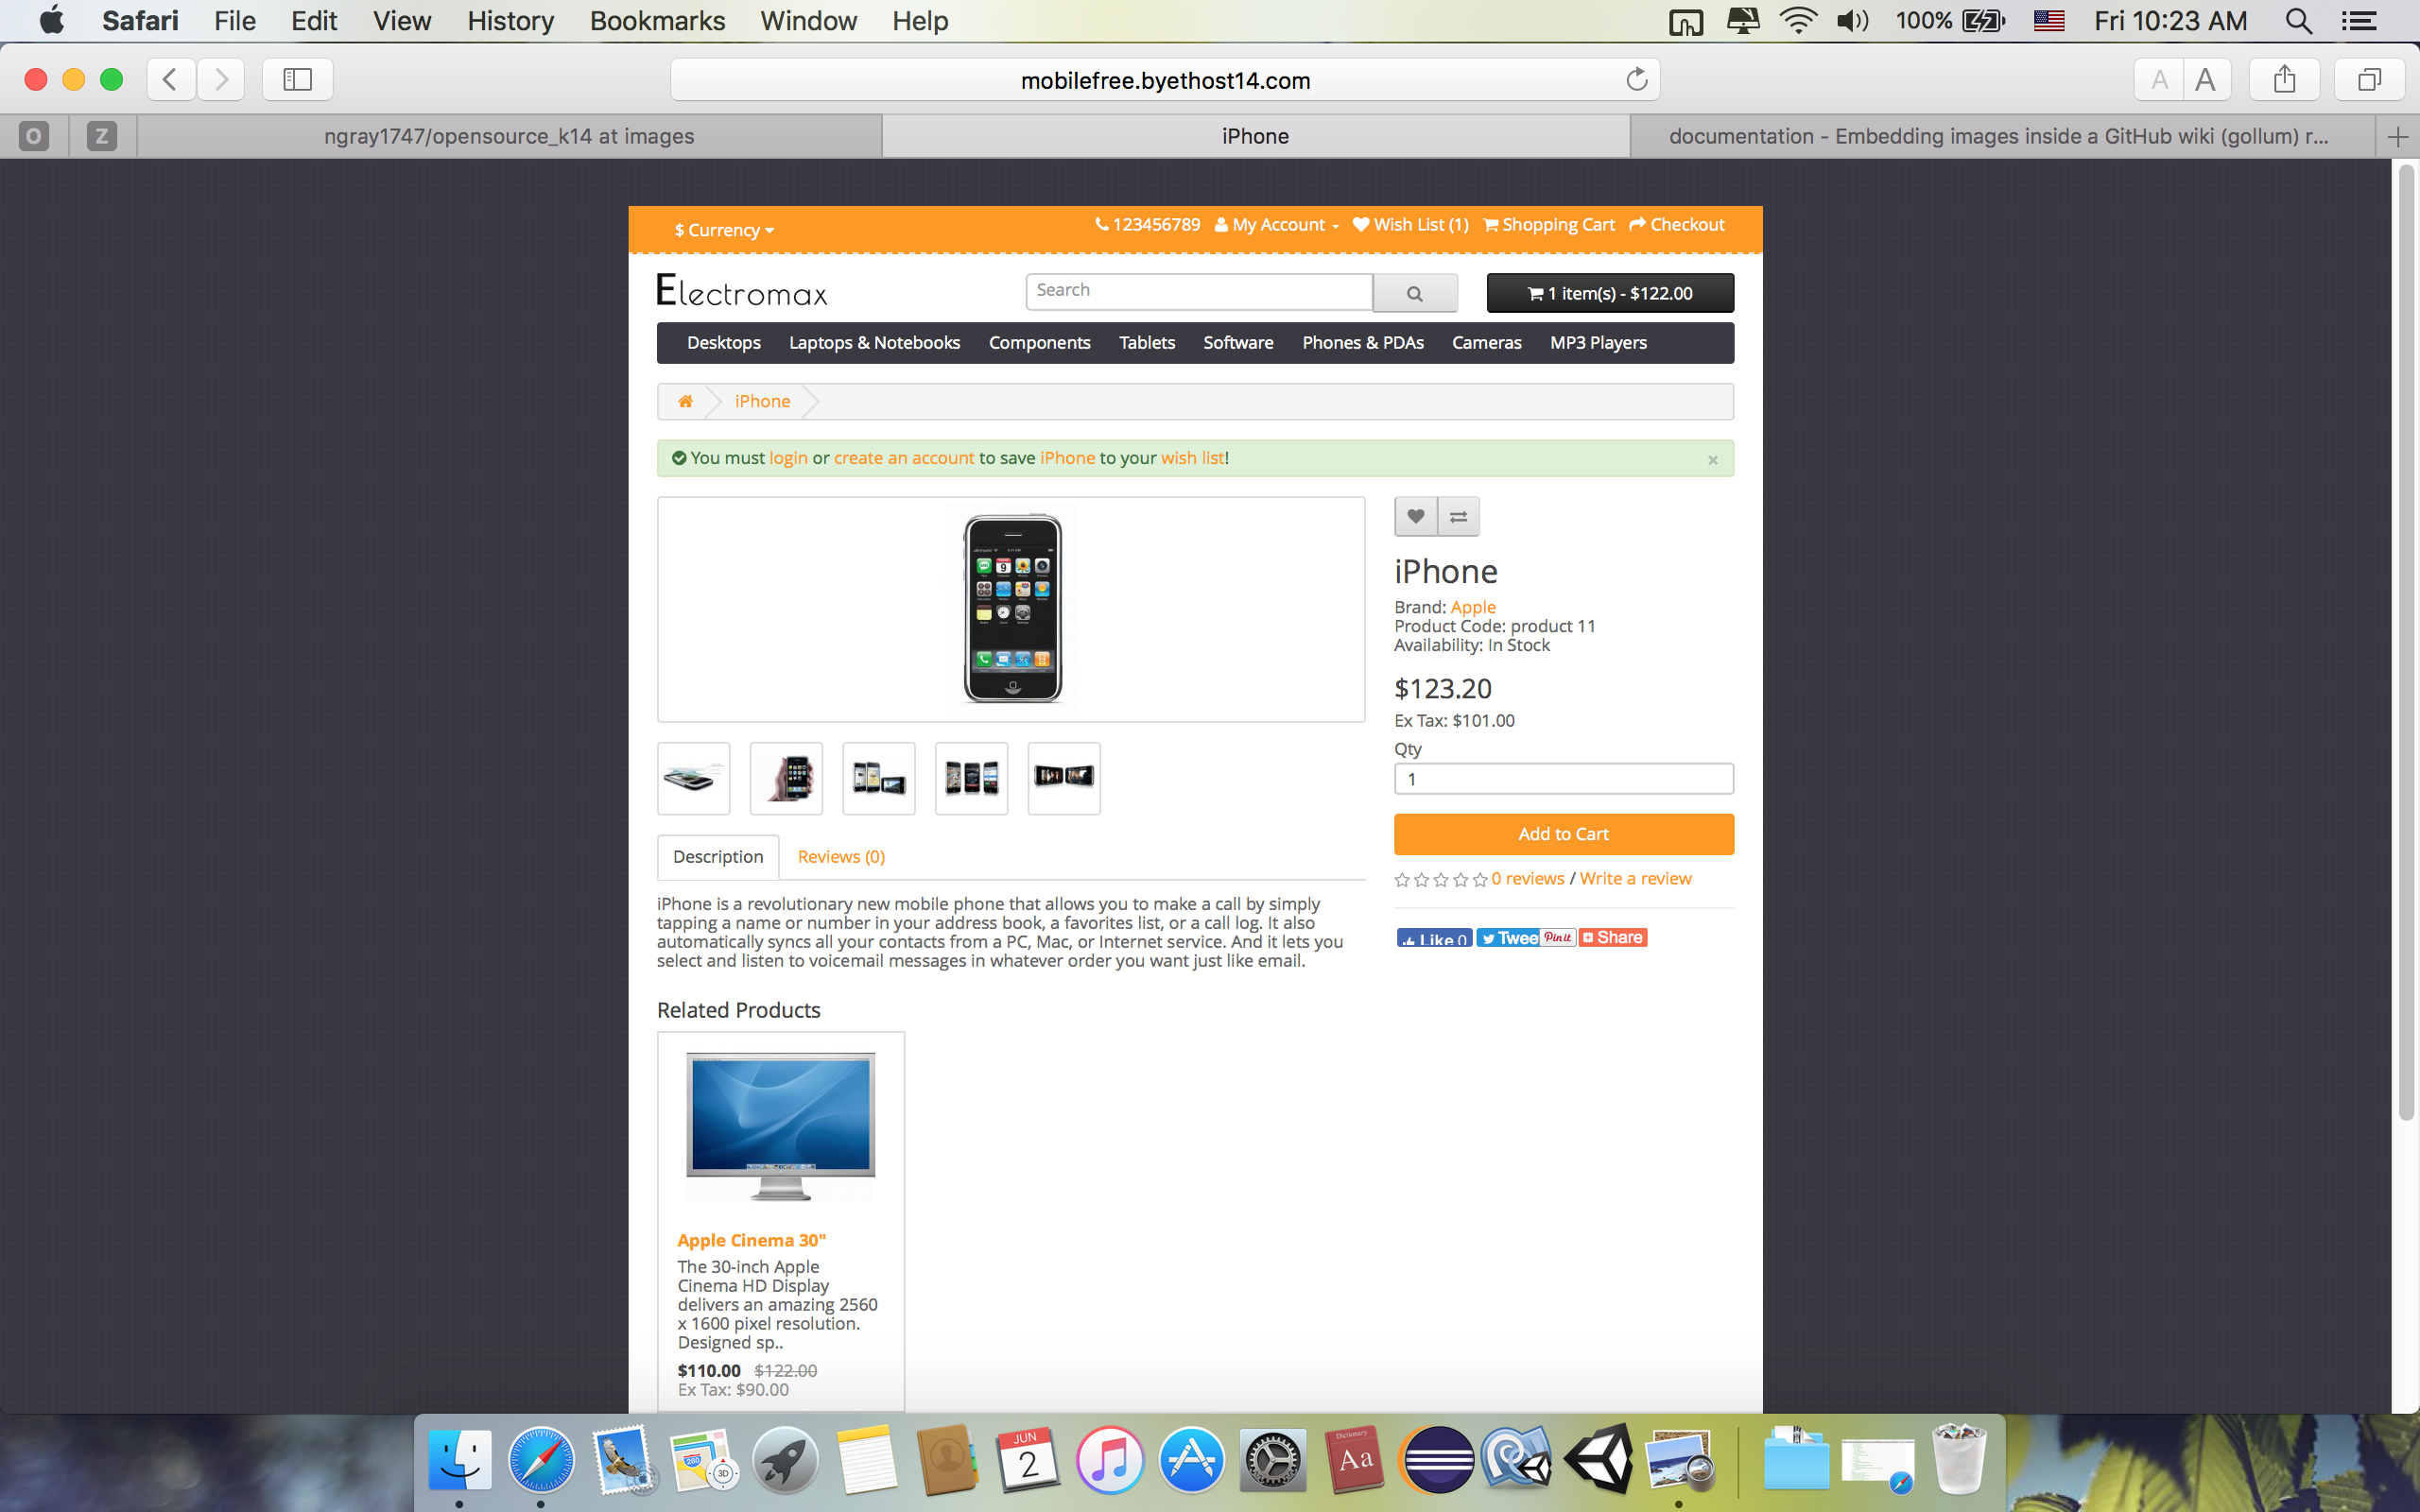 Safari File Edit View History Bookmarks Window Help 100% Fri 10:23 AM
mobilefree.byethost14.com A A
O Z ngray1747/opensource_k14 at images iPhone documentation - Embedding images inside a GitHub wiki (gollum) r...
$ Currency 123456789 My Account Wish List (1) Shopping Cart Checkout
Electromax Search 1 item(s) - $122.00
Desktops Laptops & Notebooks Components Tablets Software Phones & PDAs Cameras MP3 Players
iPhone
You must login or create an account to save iPhone to your wish list! ×
iPhone
Brand: Apple
Product Code: product 11
Availability: In Stock
$123.20
Ex Tax: $101.00
Qty
1
Add to Cart
0 reviews / Write a review
Like 0 Twee Pin it Share
Description Reviews (0)
iPhone is a revolutionary new mobile phone that allows you to make a call by simply
tapping a name or number in your address book, a favorites list, or a call log. It also
automatically syncs all your contacts from a PC, Mac, or Internet service. And it lets you
select and listen to voicemail messages in whatever order you want just like email.
Related Products
Apple Cinema 30"
The 30-inch Apple
Cinema HD Display
delivers an amazing 2560
x 1600 pixel resolution.
Designed sp..
$110.00 $122.00
Ex Tax: $90.00
280 3D JUN 2 Dictionary Aa